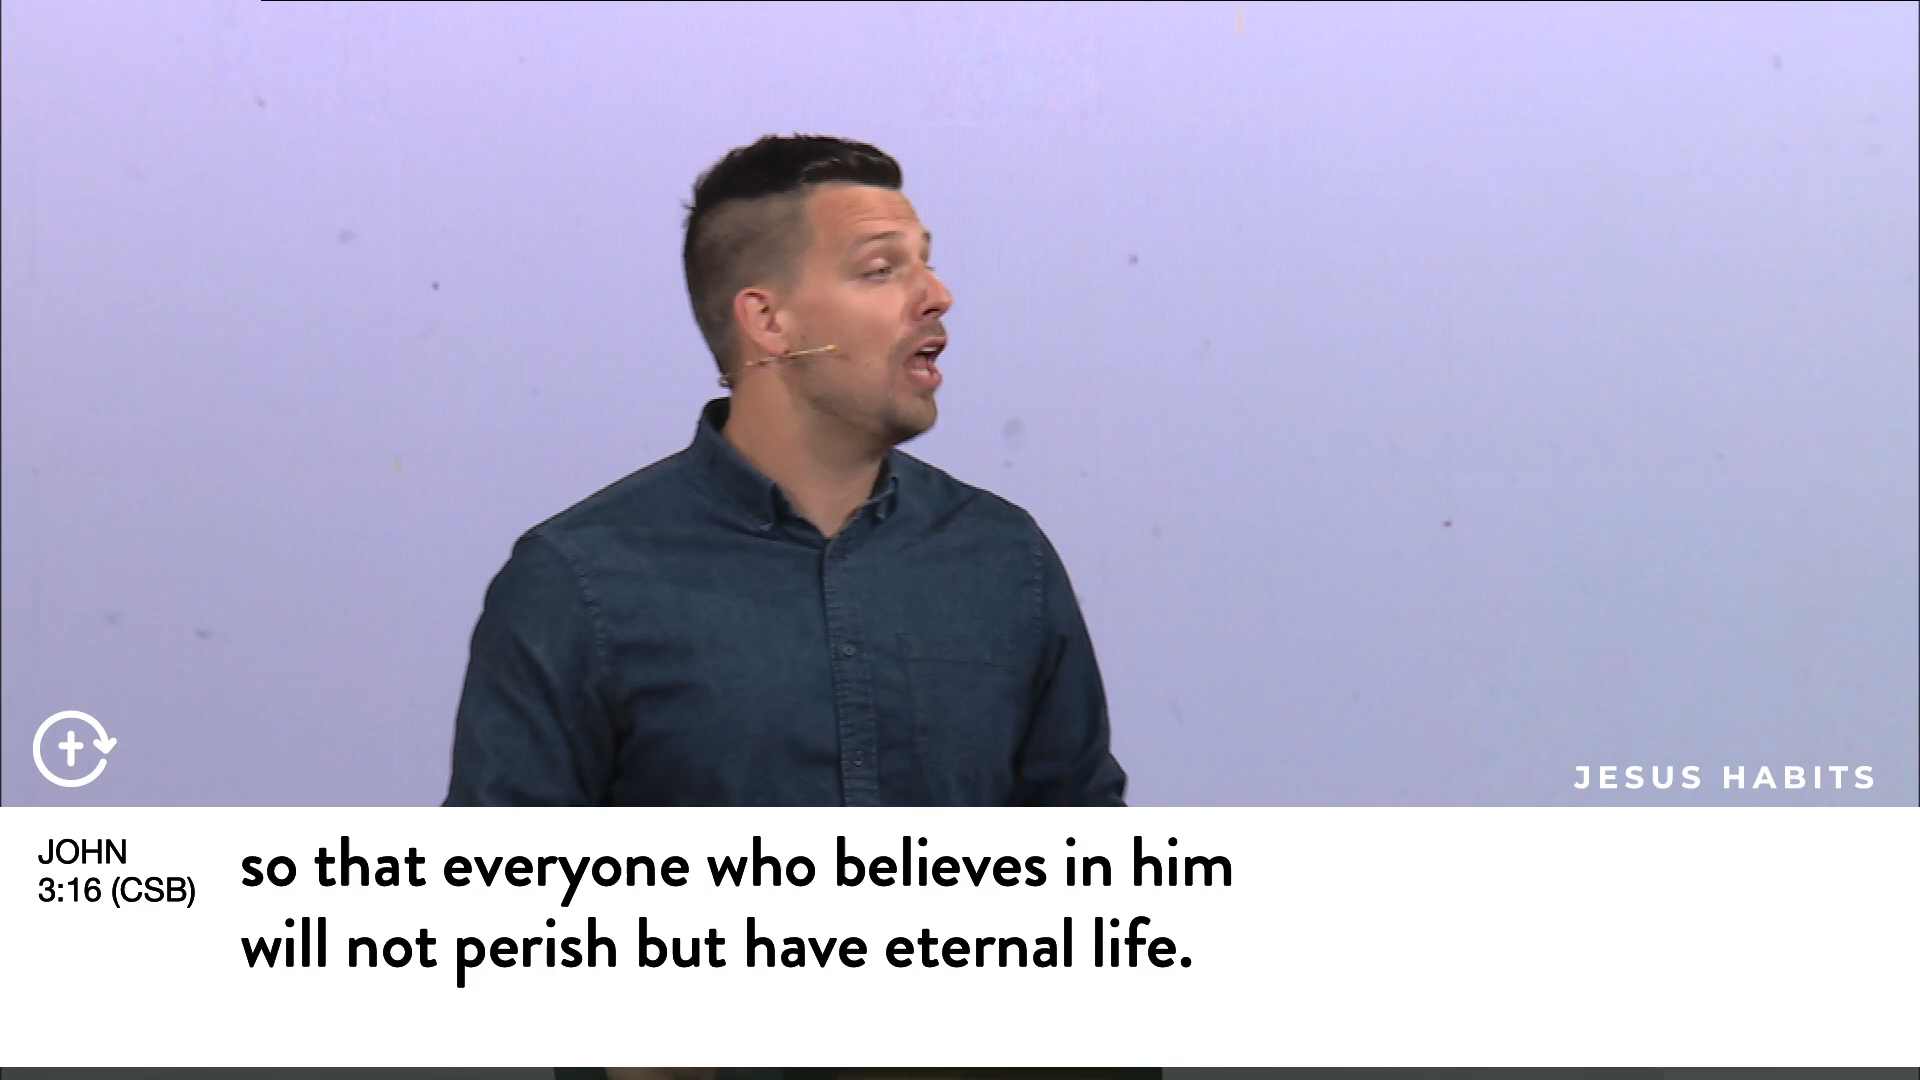 JESUS HABITS
JOHN
3:16 (CSB)
so that everyone who believes in him
will not perish but have eternal life.